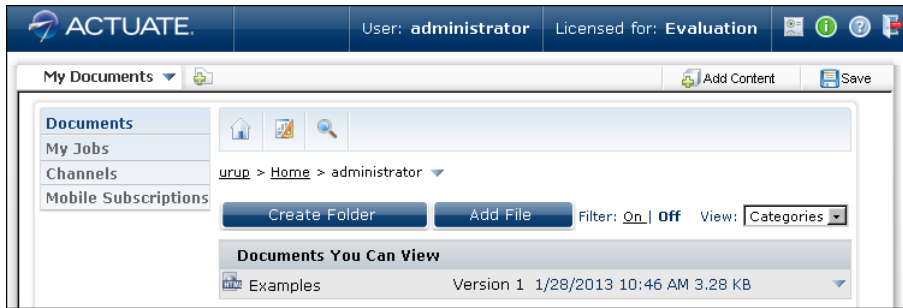 ACTUATE. User: administrator Licensed for: Evaluation
My Documents Add Content Save
Documents
My Jobs
Channels
Mobile Subscriptions
urup > Home > administrator
Create Folder Add File Filter: On | Off View: Categories
Documents You Can View
HTML Examples Version 1 1/28/2013 10:46 AM 3.28 KB